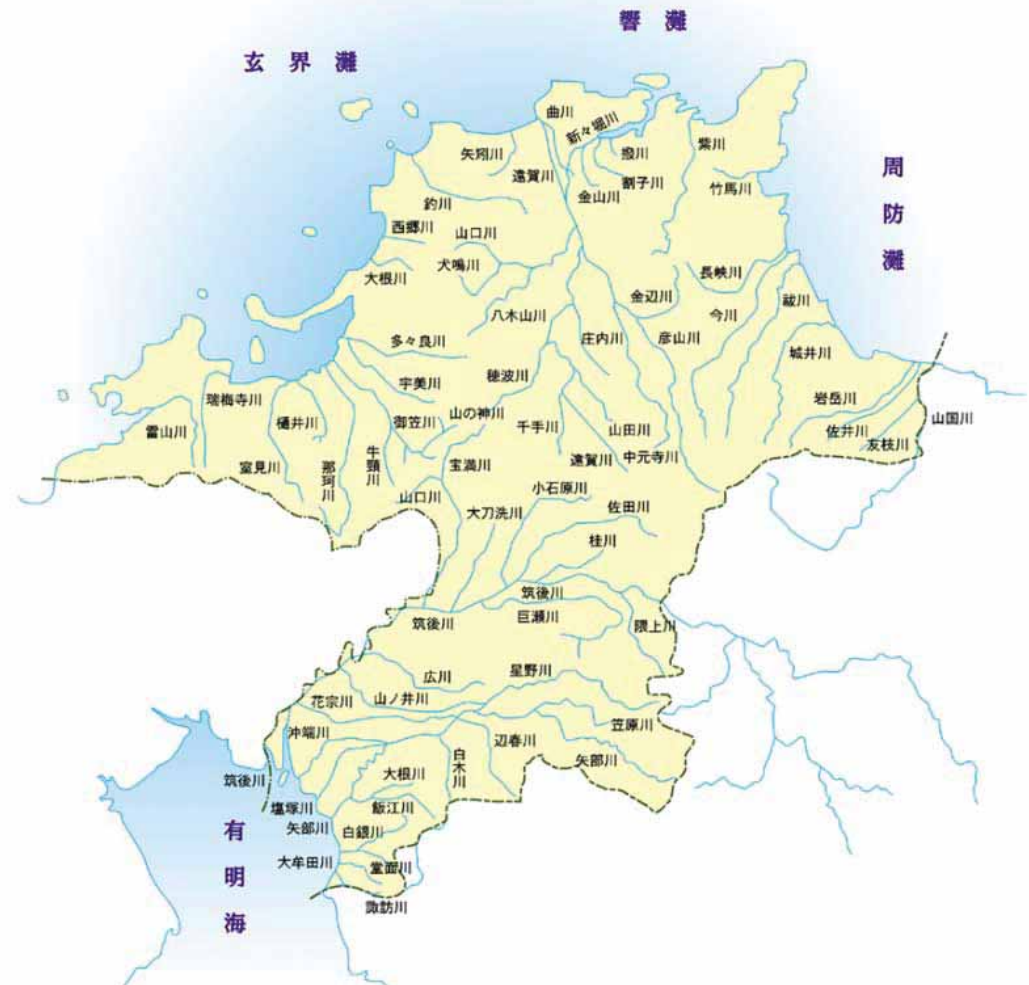 響灘
玄界灘
曲川
新々堀川
撥川
紫川
矢矧川
遠賀川
割子川
金山川
竹馬川
周防灘
釣川
西郷川
山口川
犬鳴川
大根川
長峡川
金辺川
祓川
今川
八木山川
庄内川
彦山川
多々良川
城井川
穂波川
宇美川
瑞梅寺川
岩岳川
山の神川
御笠川
樋井川
千手川
山田川
山国川
雷山川
佐井川
友枝川
牛頸川
那珂川
室見川
宝満川
遠賀川
中元寺川
山口川
小石原川
大刀洗川
佐田川
桂川
筑後川
巨瀬川
筑後川
隈上川
星野川
広川
花宗川
山ノ井川
笠原川
沖端川
辺春川
白木川
矢部川
大根川
筑後川
塩塚川
飯江川
矢部川
白銀川
有明海
大牟田川
堂面川
諏訪川